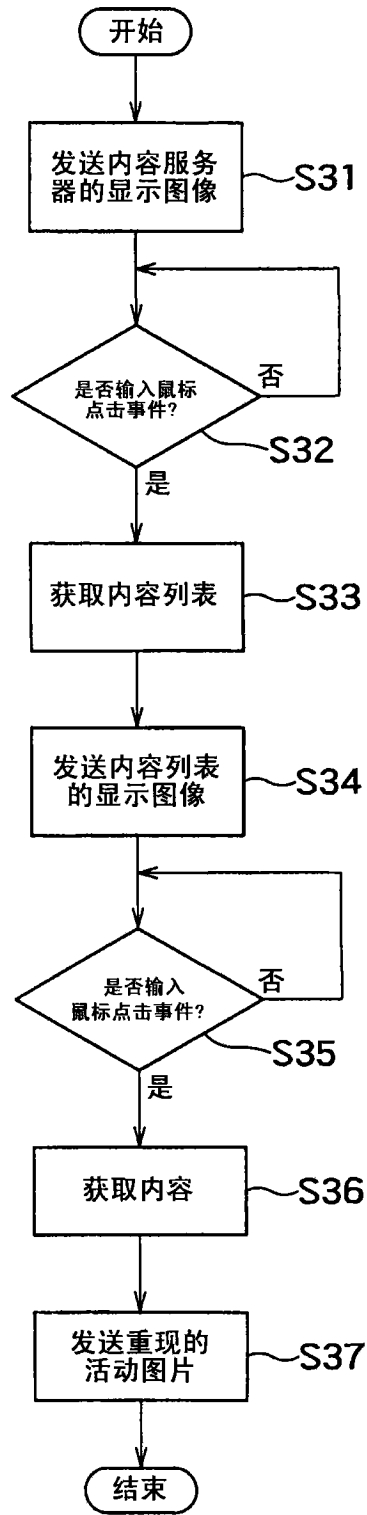 开始
发送内容服务
器的显示图像
S31
是否输入鼠标
点击事件?
否
S32
是
获取内容列表
S33
发送内容列表
的显示图像
S34
是否输入
鼠标点击事件?
否
S35
是
获取内容
S36
发送重现的
活动图片
S37
结束